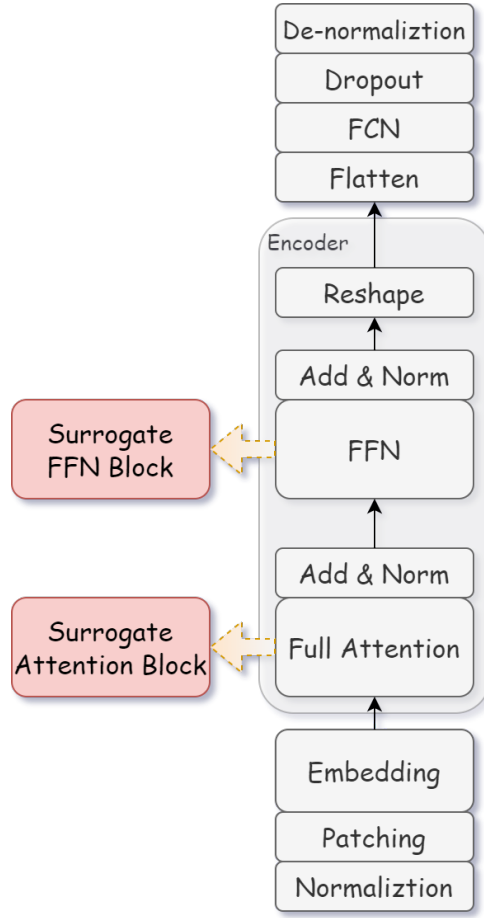 De-normaliztion
Dropout
FCN
Flatten
Encoder
Reshape
Add & Norm
Surrogate
FFN Block
FFN
Add & Norm
Surrogate
Attention Block
Full Attention
Embedding
Patching
Normaliztion